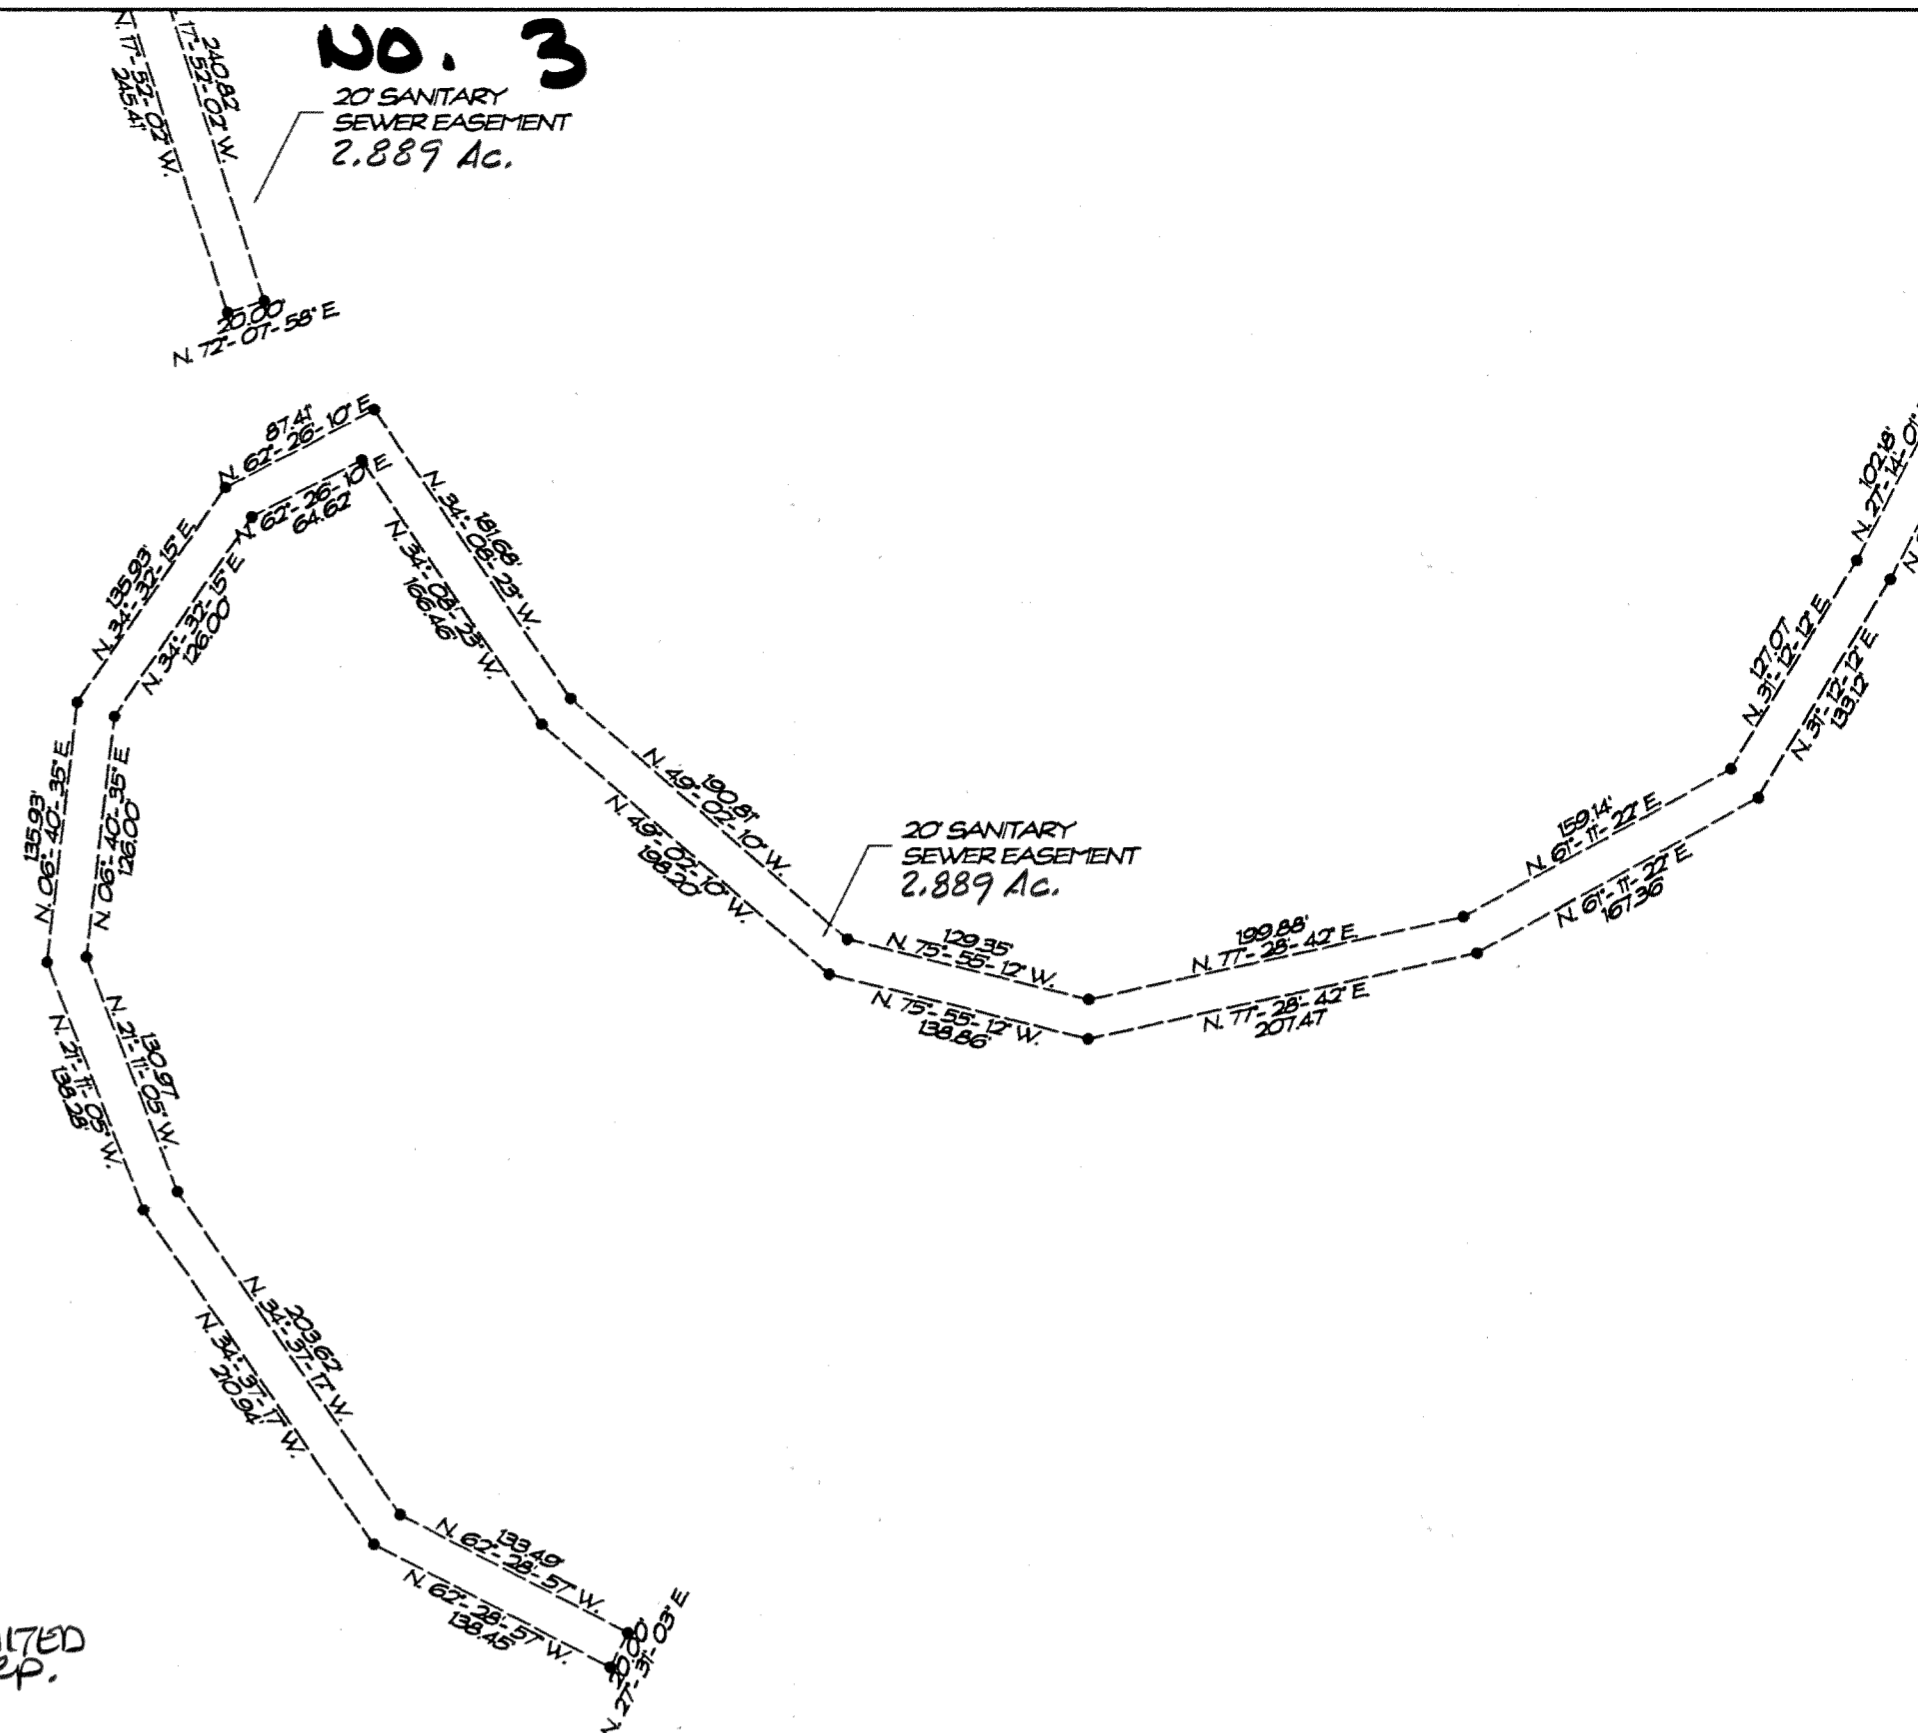 NO. 3
N. 17°-52'-02" W.
245.41'
240.82'
17°-52'-02" W.
20' SANITARY
SEWER EASEMENT
2.889 Ac.
20.00'
N. 72°-07'-58" E
87.41'
N. 62°-26'-10" E
N. 62°-26'-10" E
64.62'
135.93'
N. 34°-32'-15" E
N. 34°-32'-15" E
126.00'
181.68'
N. 34°-08'-23" W.
N. 34°-08'-23" W.
166.46'
135.93'
N. 06°-40'-35" E
N. 06°-40'-35" E
126.00'
190.81'
N. 49°-02'-10" W.
N. 49°-02'-10" W.
198.20'
20' SANITARY
SEWER EASEMENT
2.889 Ac.
129.35'
N. 75°-55'-12" W.
N. 75°-55'-12" W.
138.86'
199.88'
N. 77°-28'-42" E
N. 77°-28'-42" E
207.47'
159.14'
N. 61°-11'-22" E
N. 61°-11'-22" E
167.36'
127.07'
N. 31°-12'-12" E
N. 31°-12'-12" E
133.12'
102.18'
N. 27°-14'-01"
N.
130.97'
N. 21°-11'-05" W.
N. 21°-11'-05" W.
138.28'
203.62'
N. 34°-37'-17" W.
N. 34°-37'-17" W.
210.94'
133.49'
N. 62°-28'-57" W.
N. 62°-28'-57" W.
138.45'
20.00'
N. 27°-31'-03" E